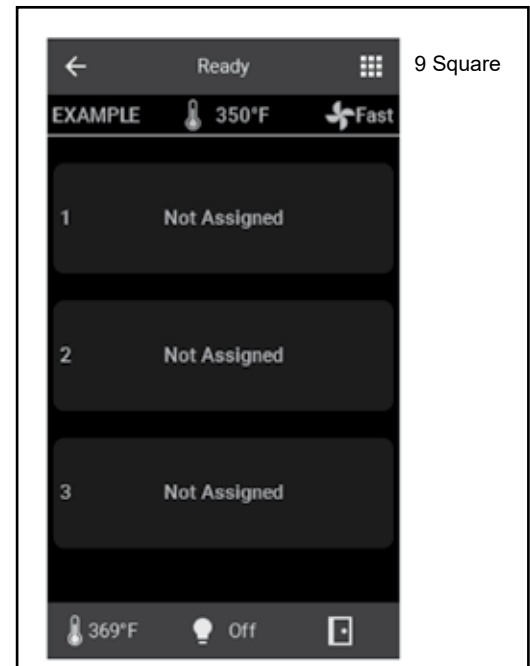 Ready
9 Square
EXAMPLE 350°F Fast
1 Not Assigned
2 Not Assigned
3 Not Assigned
369°F Off